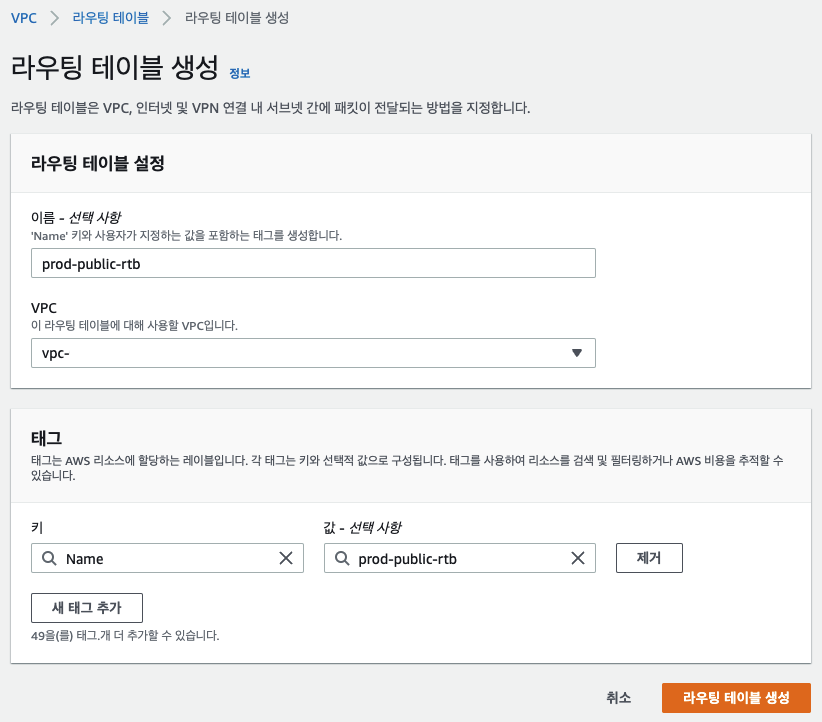 VPC 라우팅 테이블 라우팅 테이블 생성
라우팅 테이블 생성 정보
라우팅 테이블은 VPC, 인터넷 및 VPN 연결 내 서브넷 간에 패킷이 전달되는 방법을 지정합니다.
라우팅 테이블 설정
이름 - 선택 사항
'Name' 키와 사용자가 지정하는 값을 포함하는 태그를 생성합니다.
prod-public-rtb
VPC
이 라우팅 테이블에 대해 사용할 VPC입니다.
vpc-
태그
태그는 AWS 리소스에 할당하는 레이블입니다. 각 태그는 키와 선택적 값으로 구성됩니다. 태그를 사용하여 리소스를 검색 및 필터링하거나 AWS 비용을 추적할 수
있습니다.
키 값 - 선택 사항
Name prod-public-rtb 제거
새 태그 추가
49을(를) 태그.개 더 추가할 수 있습니다.
취소 라우팅 테이블 생성